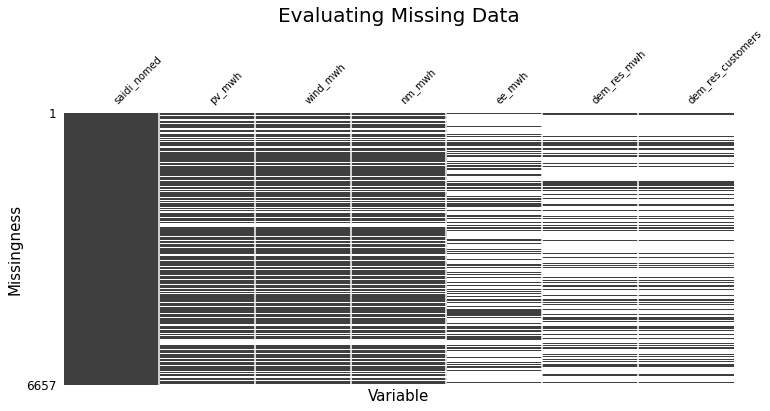 Evaluating Missing Data
saidi_nomed
pv_mwh
wind_mwh
nm_mwh
ee_mwh
dem_res_mwh
dem_res_customers
1
Missingness
6657
Variable